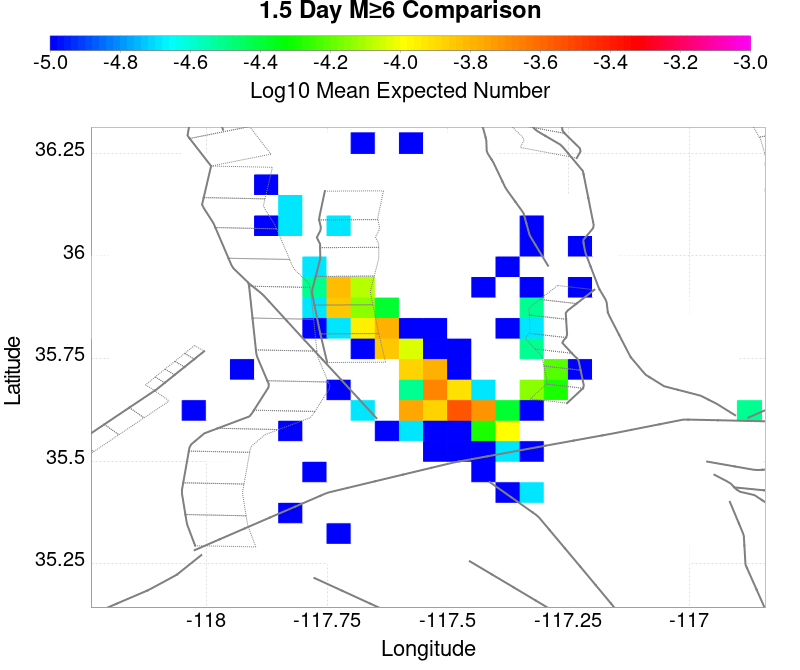 1.5 Day M≥6 Comparison
-5.0 -4.8 -4.6 -4.4 -4.2 -4.0 -3.8 -3.6 -3.4 -3.2 -3.0
Log10 Mean Expected Number
36.25
36
35.75
35.5
35.25
Latitude
-118 -117.75 -117.5 -117.25 -117
Longitude